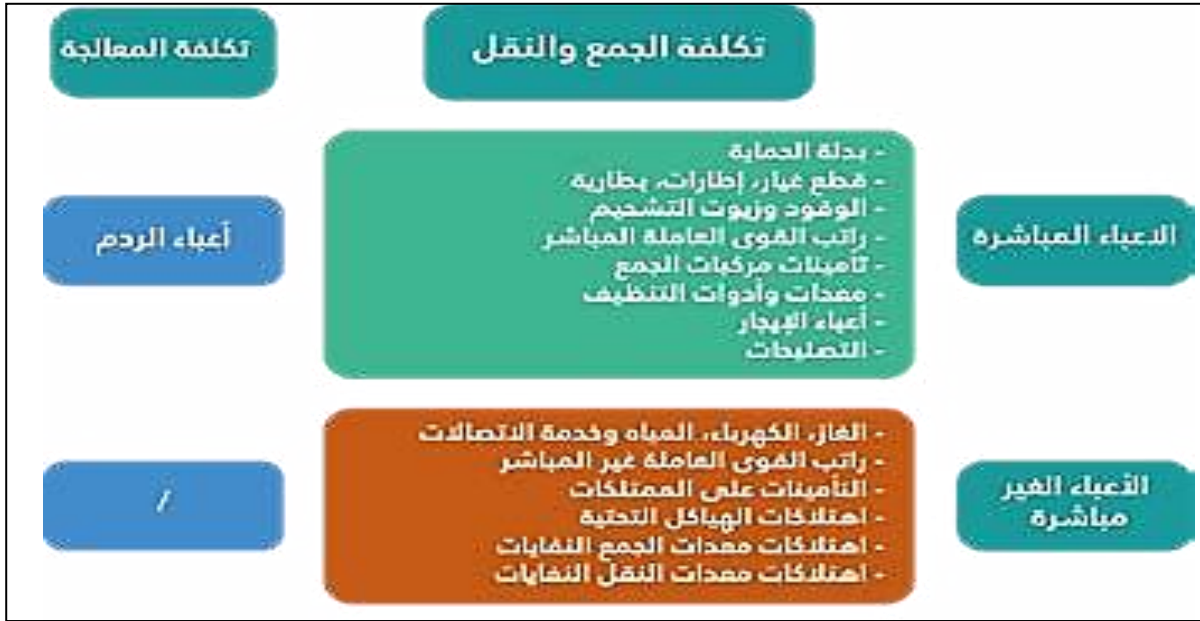 تكلفة الجمع والنقل
تكلفة المعالجة
الاعباء المباشرة
- بدلة الحماية
- قطع غيار، إطارات، بطارية
- الوقود وزيوت التشحيم
- راتب القوى العاملة المباشر
- تأمينات مركبات الجمع
- معدات وأدوات التنظيف
- أعباء الإيجار
- التصليحات
أعباء الردم
الأعباء الغير
مباشرة
- الغاز، الكهرباء، المياه وخدمة الاتصالات
- راتب القوى العاملة غير المباشر
- التأمينات على الممتلكات
- اهتلاكات الهياكل التحتية
- اهتلاكات معدات الجمع النفايات
- اهتلاكات معدات النقل النفايات
/